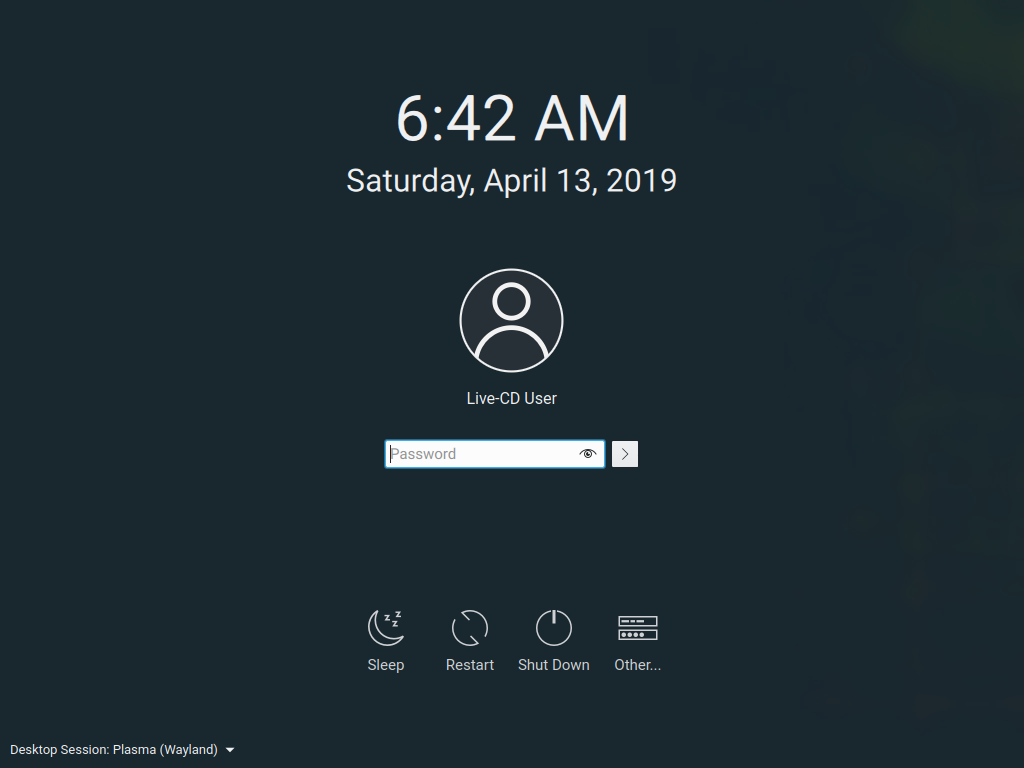 6:42 AM
Saturday, April 13, 2019
Live-CD User
Password
Sleep
Restart
Shut Down
Other...
Desktop Session: Plasma (Wayland)